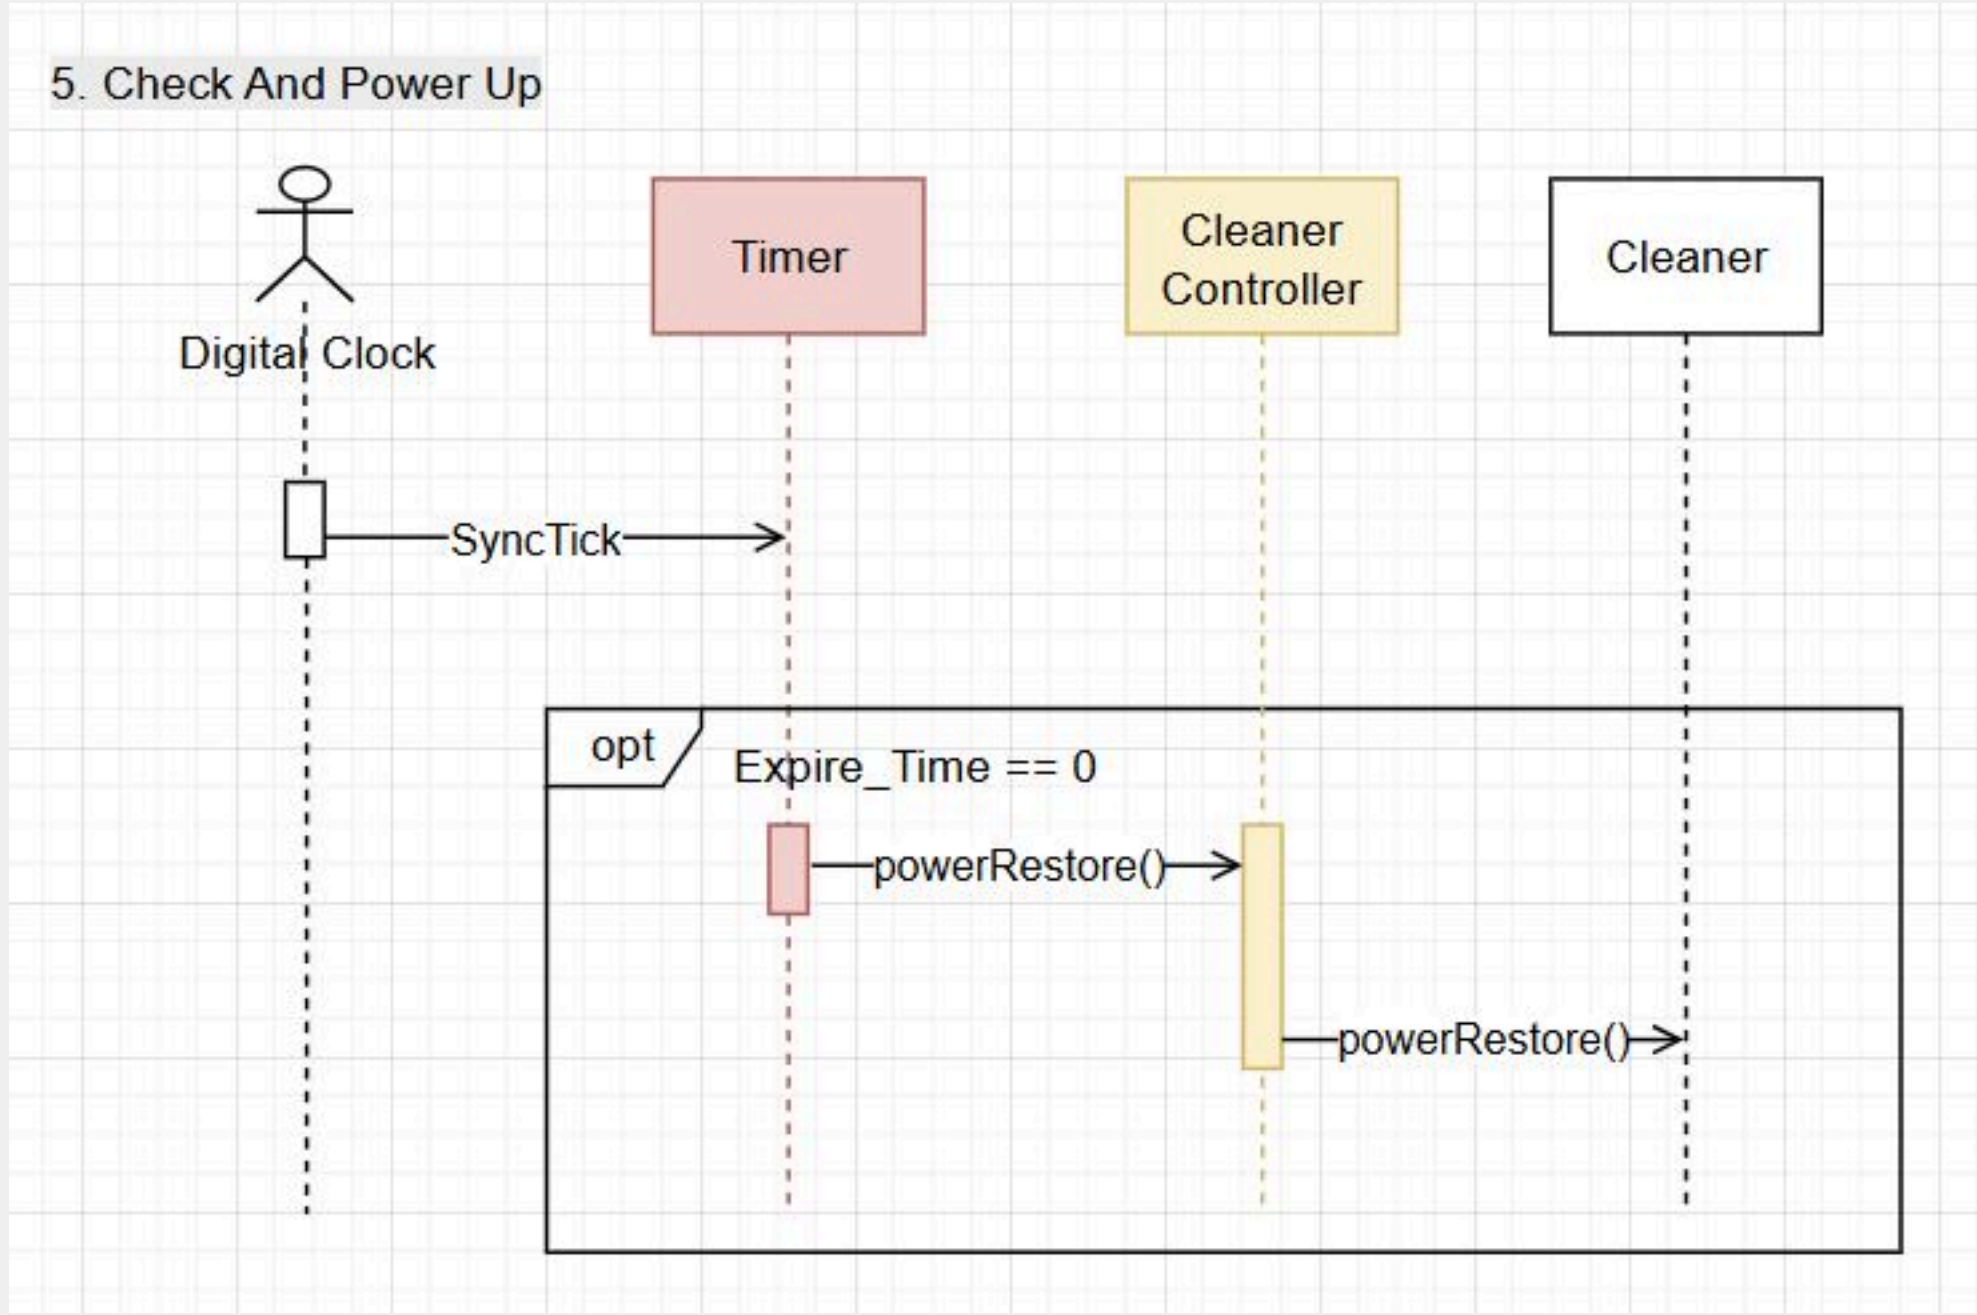 5. Check And Power Up
Digital Clock
Timer
Cleaner
Controller
Cleaner
SyncTick
opt
Expire_Time == 0
powerRestore()
powerRestore()